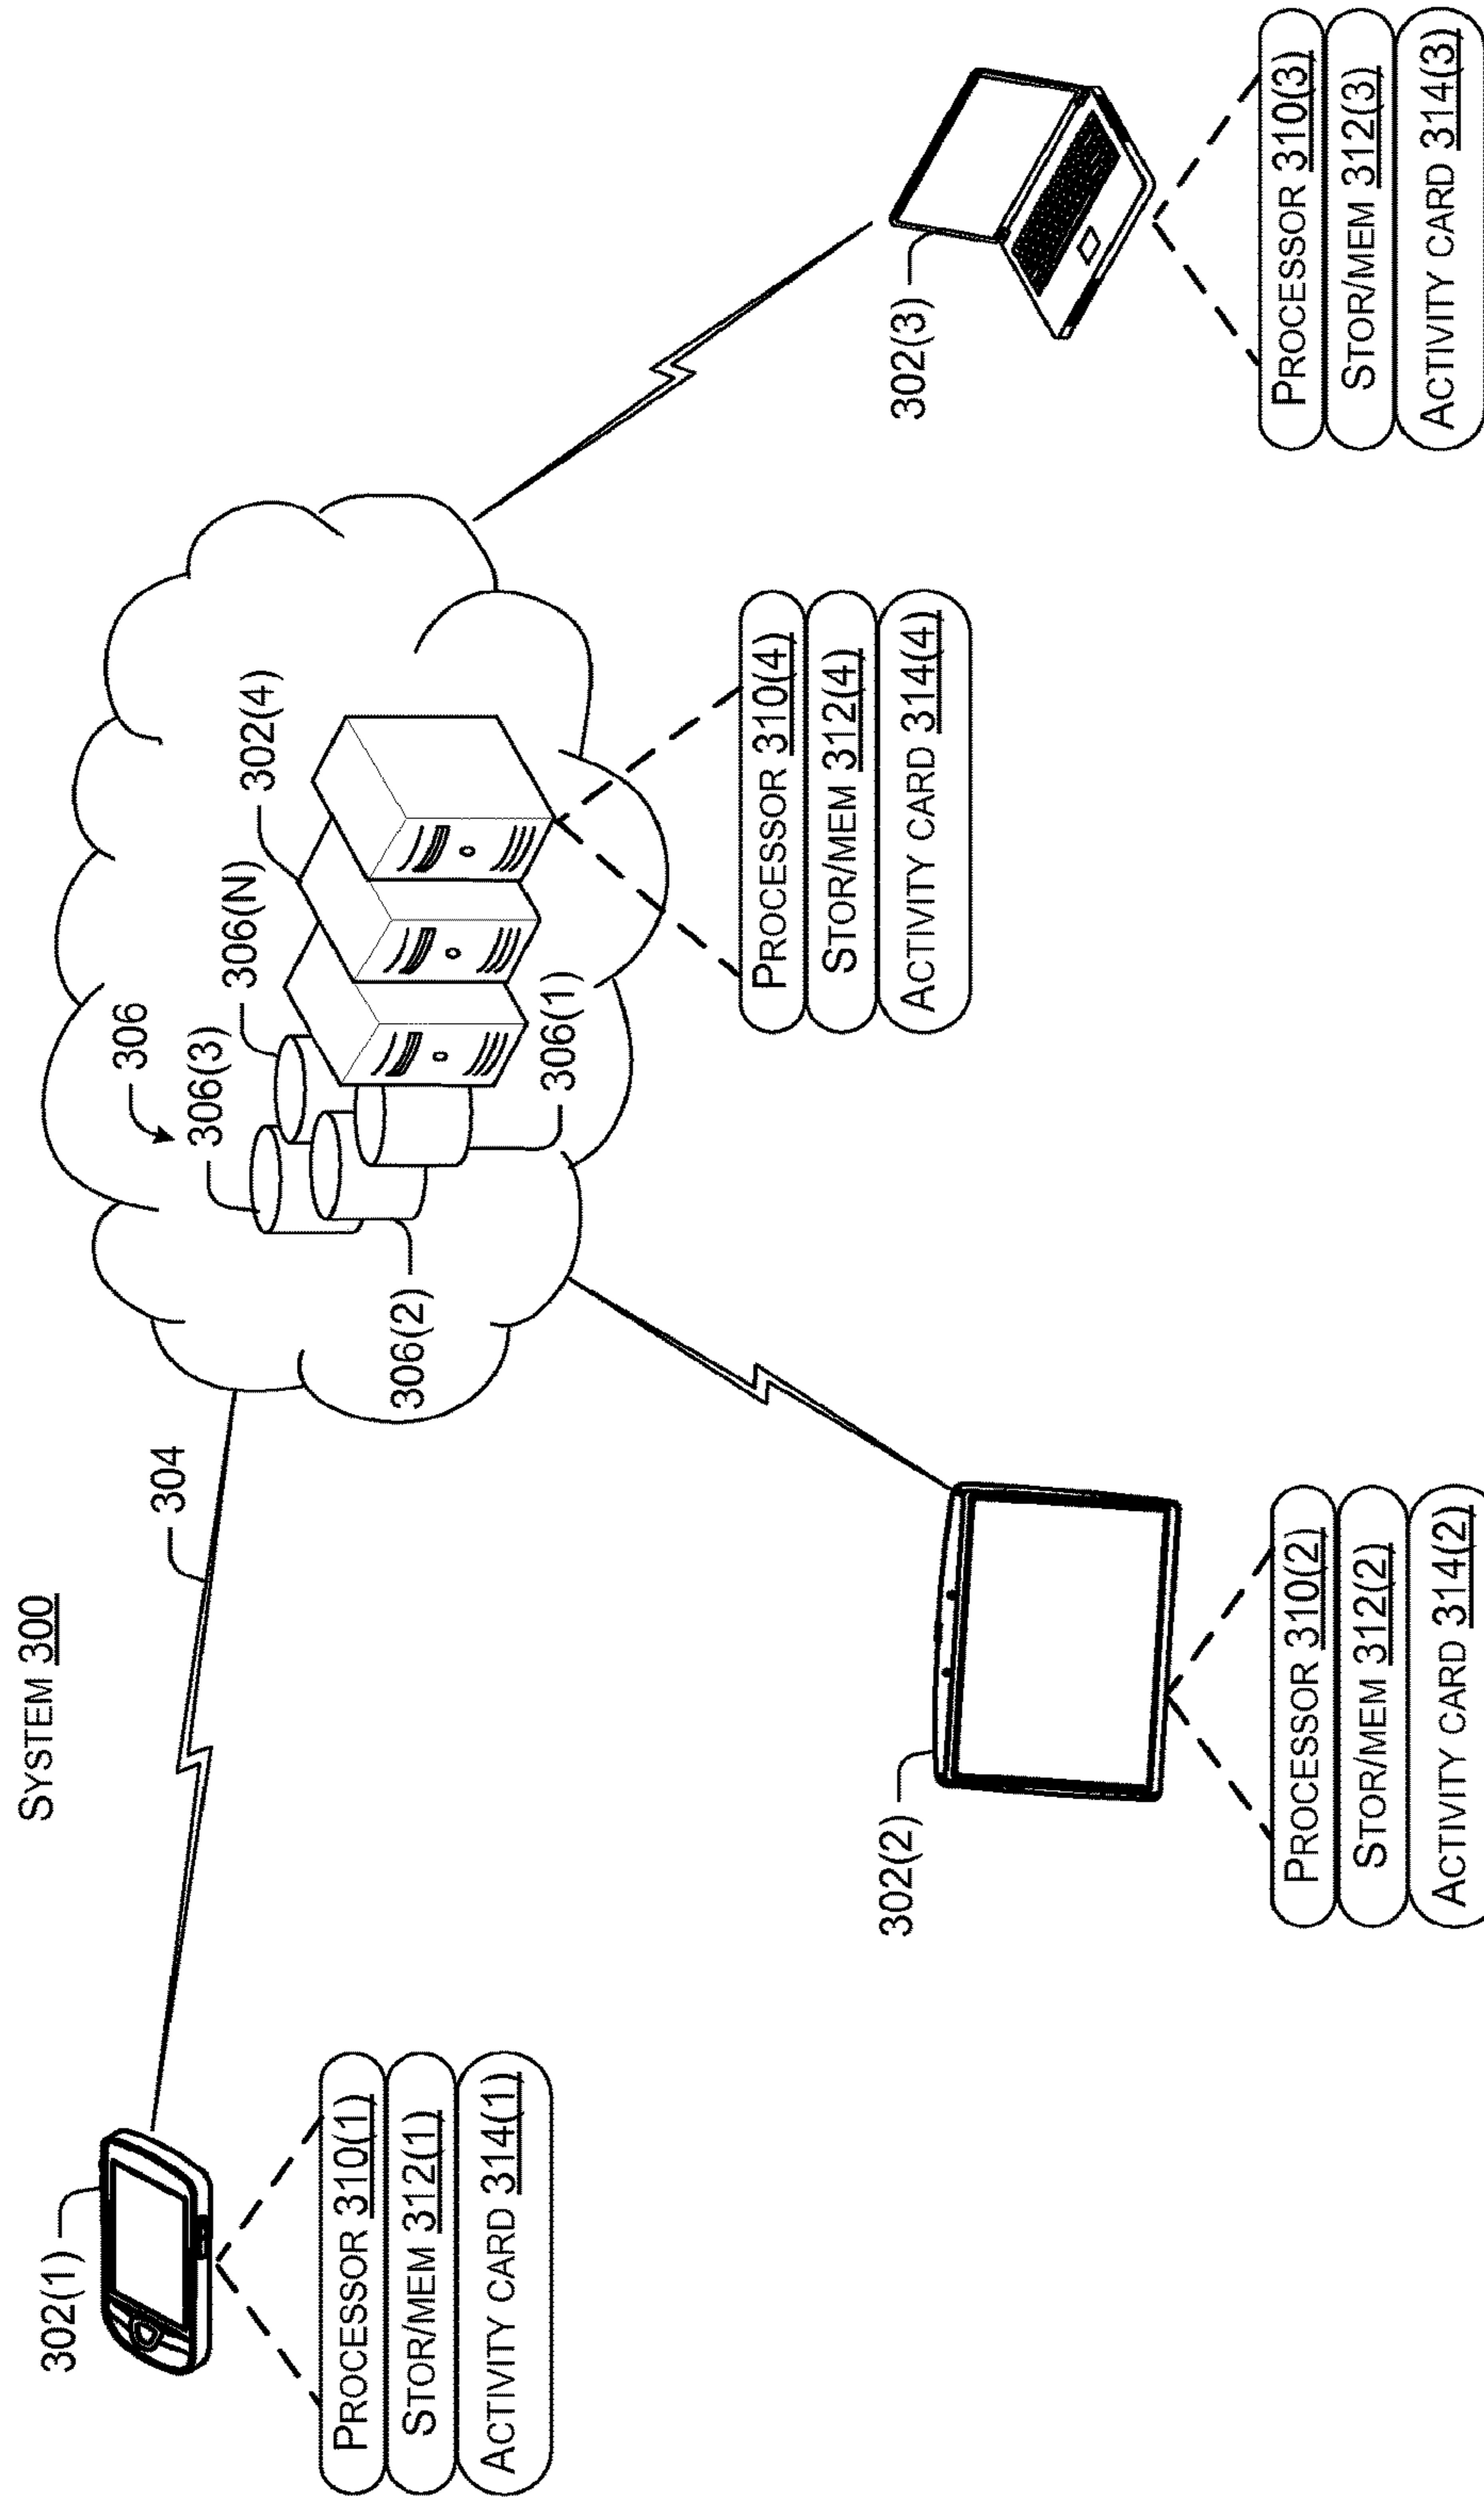 SYSTEM 300
302(1)
304
306
306(3)
306(N)
302(4)
306(2)
306(1)
PROCESSOR 310(1)
STOR/MEM 312(1)
ACTIVITY CARD 314(1)
PROCESSOR 310(4)
STOR/MEM 312(4)
ACTIVITY CARD 314(4)
302(2)
302(3)
PROCESSOR 310(2)
STOR/MEM 312(2)
ACTIVITY CARD 314(2)
PROCESSOR 310(3)
STOR/MEM 312(3)
ACTIVITY CARD 314(3)